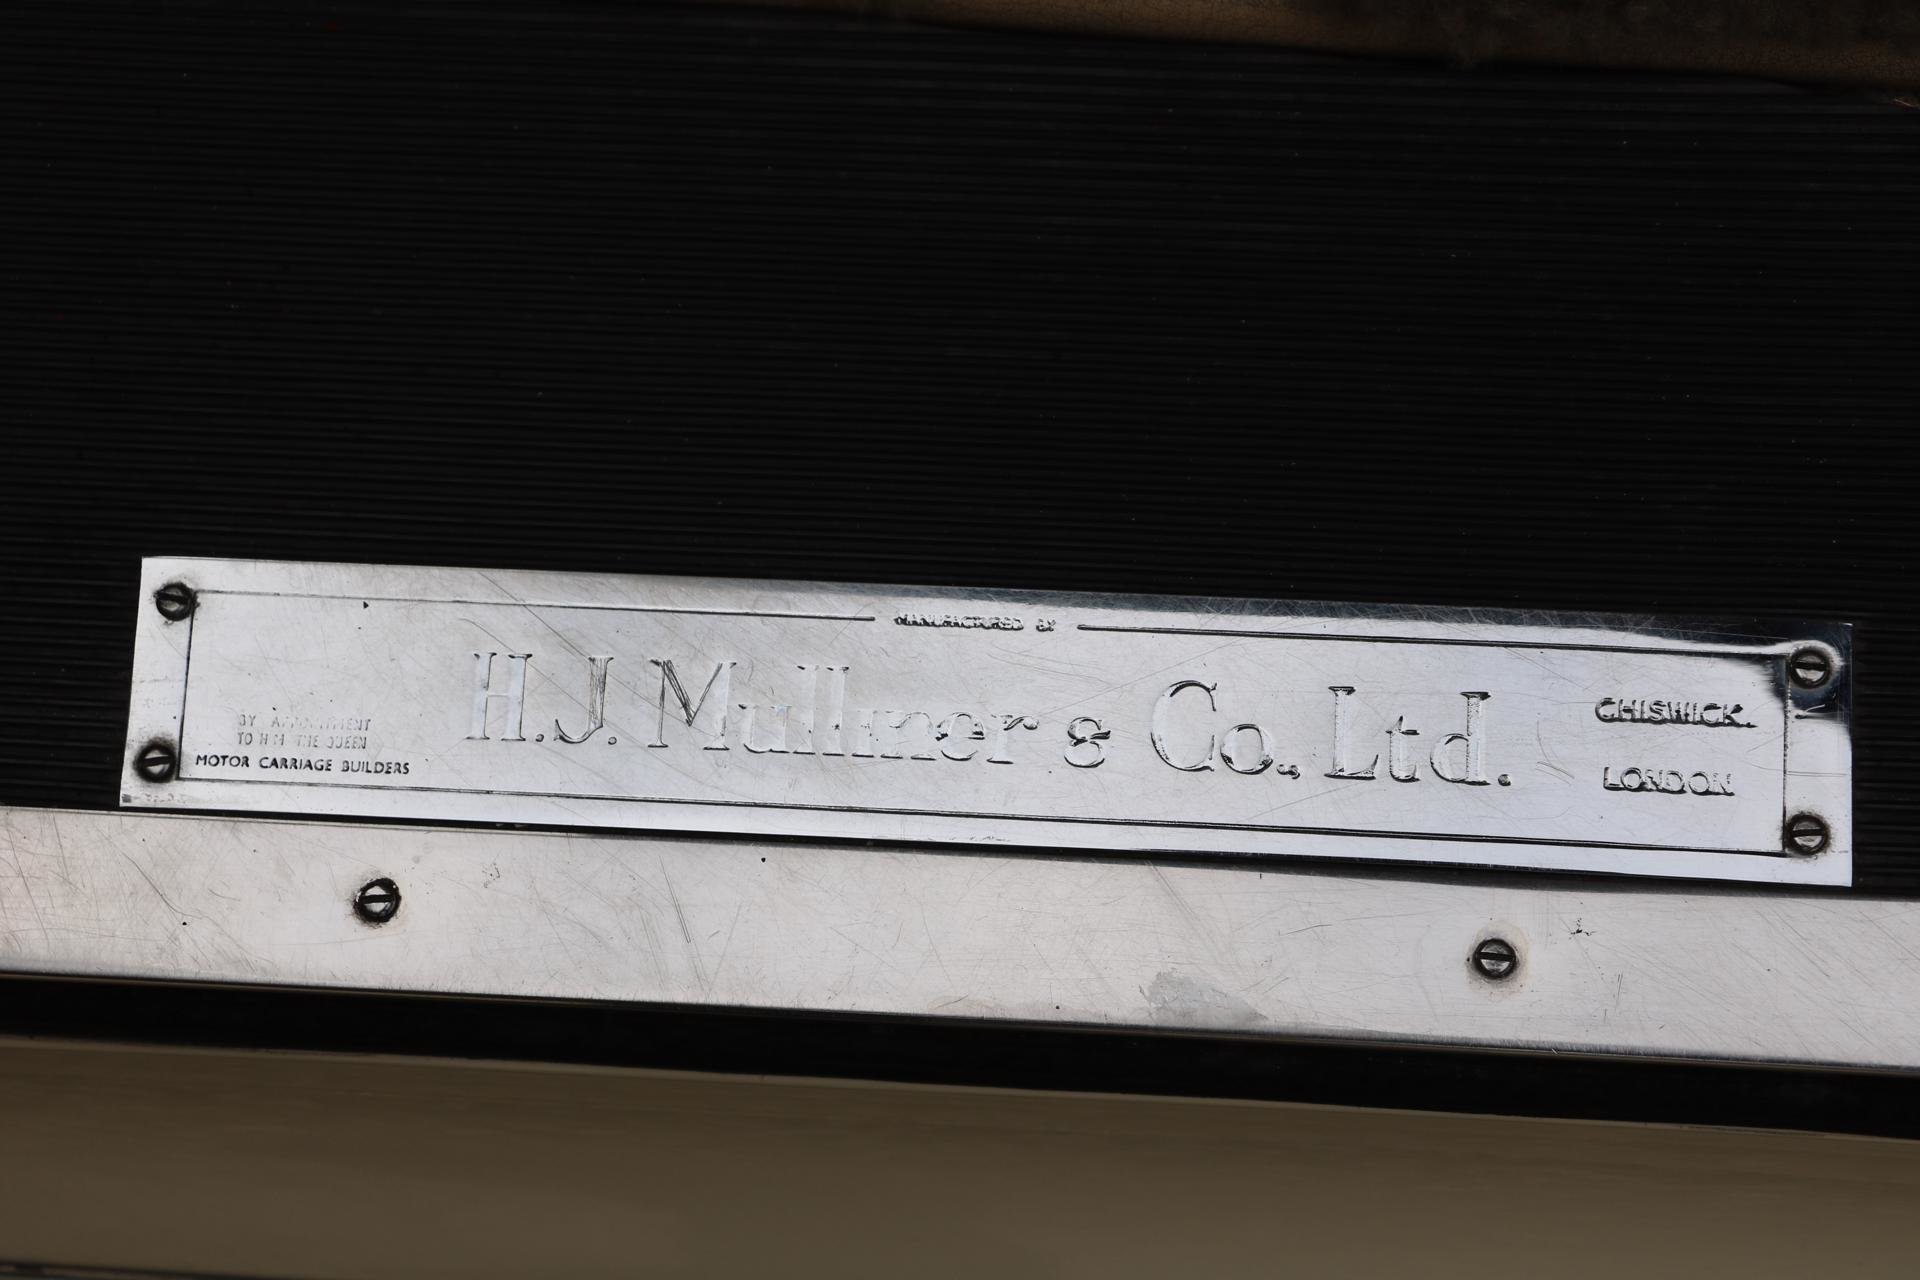 MANUFACTURED BY
H.J. Mulliner & Co., Ltd.
CHISWICK.
LONDON
BY APPOINTMENT
TO H M THE QUEEN
MOTOR CARRIAGE BUILDERS